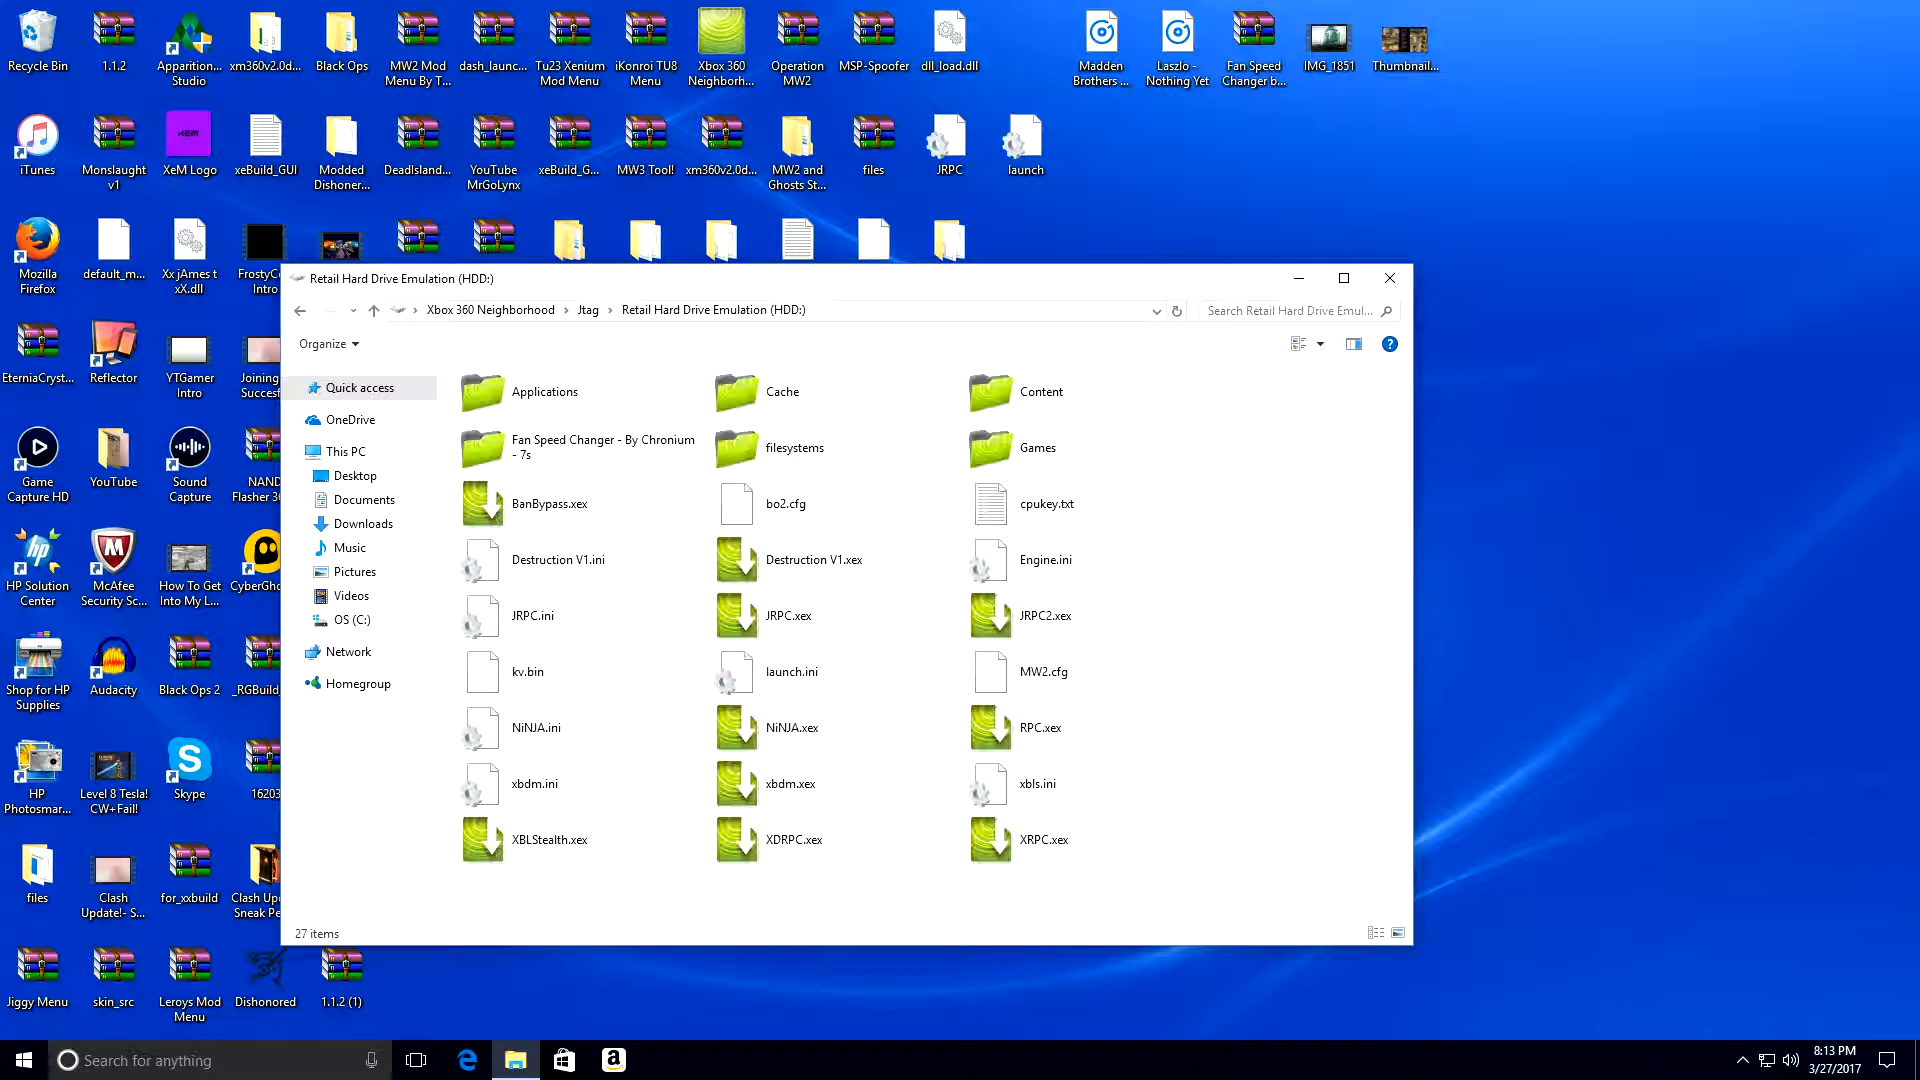 Recycle Bin
1.1.2
Apparition...
Studio
xm360v2.0d...
Black Ops
MW2 Mod
Menu By T...
dash_launc...
Tu23 Xenium
Mod Menu
iKonroi TU8
Menu
Xbox 360
Neighborh...
Operation
MW2
MSP-Spoofer
dll_load.dll
Madden
Brothers ...
Laszlo -
Nothing Yet
Fan Speed
Changer b...
IMG_1851
Thumbnail...
iTunes
Monslaught
v1
XeM
XeM Logo
xeBuild_GUI
Modded
Dishoner...
DeadIsland...
YouTube
MrGoLynx
xeBuild_G...
MW3 Tool!
xm360v2.0d...
MW2 and
Ghosts St...
files
JRPC
launch
Mozilla
Firefox
default_m...
Xx jAmes t
xX.dll
FrostyCo
Intro
EterniaCryst...
Reflector
YTGamer
Intro
Joining
Succesf
Game
Capture HD
YouTube
Sound
Capture
NAND
Flasher 36
HP Solution
Center
McAfee
Security Sc...
How To Get
Into My L...
CyberGho
Shop for HP
Supplies
Audacity
Black Ops 2
_RGBuild_
HP
Photosmar...
Level 8 Tesla!
CW+Fail!
Skype
16203
files
Clash
Update!- S...
for_xxbuild
Clash Up
Sneak Pe
Jiggy Menu
skin_src
Leroys Mod
Menu
Dishonored
1.1.2 (1)
Retail Hard Drive Emulation (HDD:)
Xbox 360 Neighborhood
Jtag
Retail Hard Drive Emulation (HDD:)
Search Retail Hard Drive Emul...
Organize
Quick access
OneDrive
This PC
Desktop
Documents
Downloads
Music
Pictures
Videos
OS (C:)
Network
Homegroup
Applications
Cache
Content
Fan Speed Changer - By Chronium
- 7s
filesystems
Games
BanBypass.xex
bo2.cfg
cpukey.txt
Destruction V1.ini
Destruction V1.xex
Engine.ini
JRPC.ini
JRPC.xex
JRPC2.xex
kv.bin
launch.ini
MW2.cfg
NiNJA.ini
NiNJA.xex
RPC.xex
xbdm.ini
xbdm.xex
xbls.ini
XBLStealth.xex
XDRPC.xex
XRPC.xex
27 items
Search for anything
8:13 PM
3/27/2017